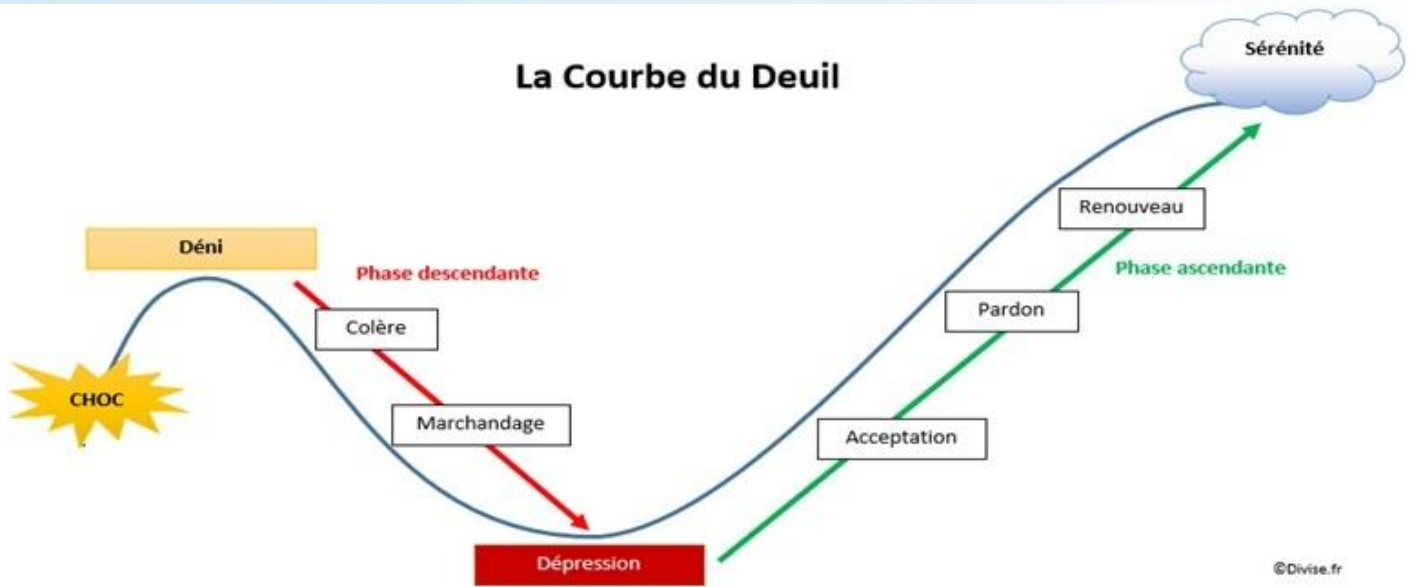 La Courbe du Deuil
Sérénité
Renouveau
Déni
Phase descendante
Phase ascendante
Colère
Pardon
CHOC
Marchandage
Acceptation
Dépression
©Divise.fr